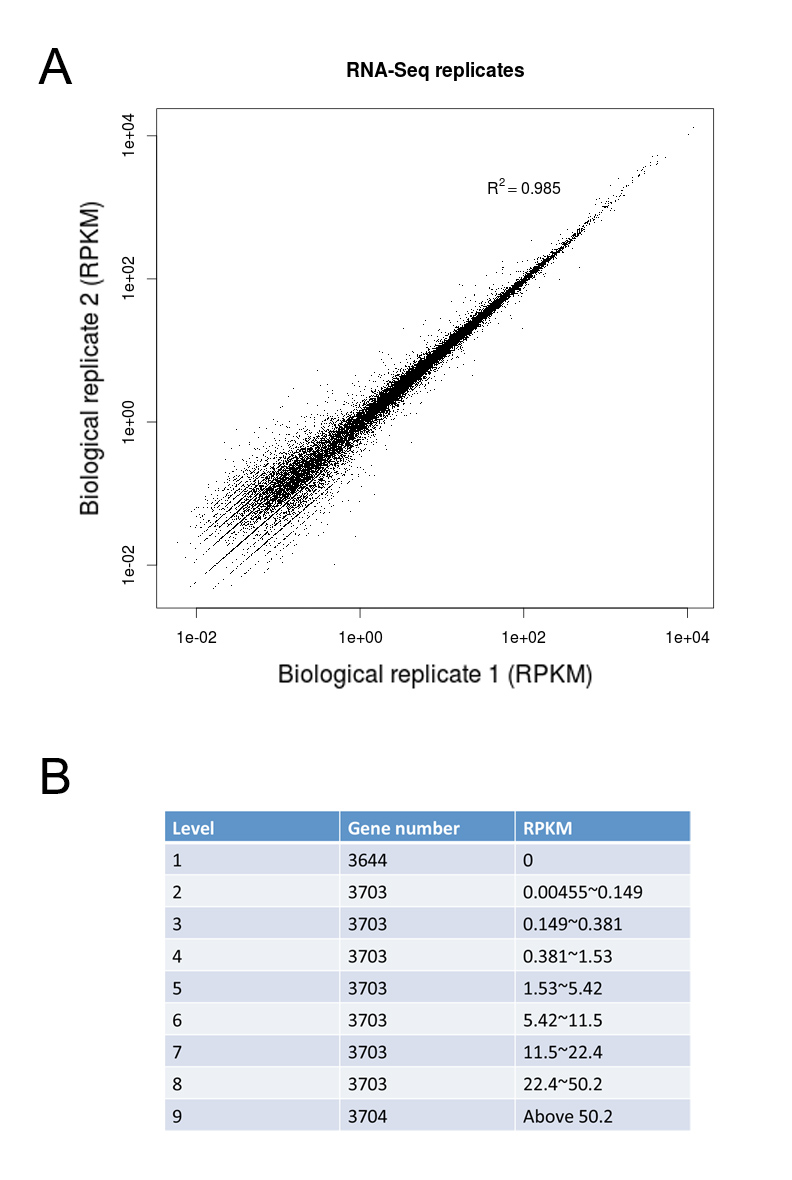 A
RNA-Seq replicates
R2 = 0.985
1e+04
1e+02
1e+00
1e-02
Biological replicate 2 (RPKM)
1e-02 1e+00 1e+02 1e+04
Biological replicate 1 (RPKM)
B
Level Gene number RPKM
1 3644 0
2 3703 0.00455~0.149
3 3703 0.149~0.381
4 3703 0.381~1.53
5 3703 1.53~5.42
6 3703 5.42~11.5
7 3703 11.5~22.4
8 3703 22.4~50.2
9 3704 Above 50.2